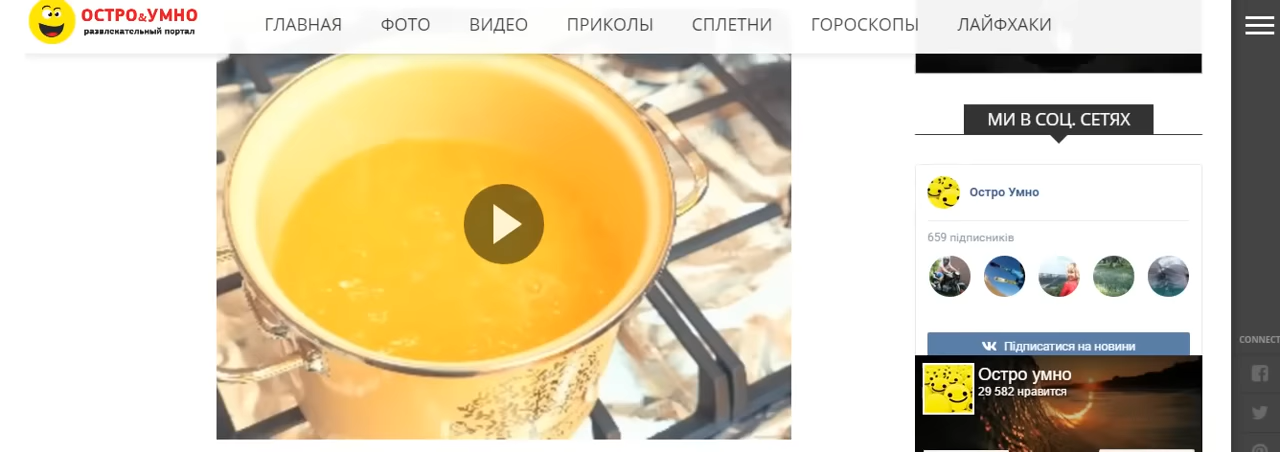 ОСТРО&УМНО
развлекательный портал
ГЛАВНАЯ ФОТО ВИДЕО ПРИКОЛЫ СПЛЕТНИ ГОРОСКОПЫ ЛАЙФХАКИ
МИ В СОЦ. СЕТЯХ
Остро Умно
659 підписників
Підписатися на новини
Остро умно
29 582 нравится
CONNECT